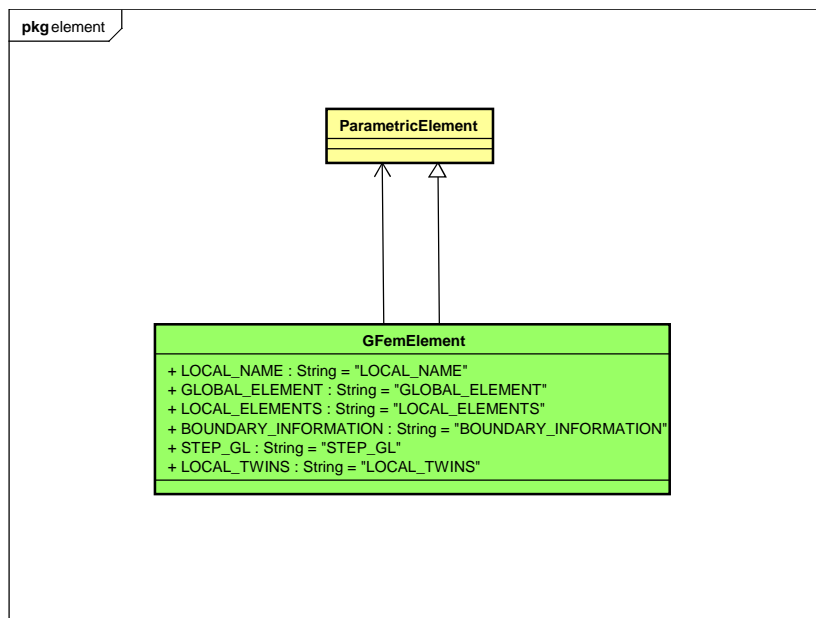 pkg element
ParametricElement
GFemElement
+ LOCAL_NAME : String = "LOCAL_NAME"
+ GLOBAL_ELEMENT : String = "GLOBAL_ELEMENT"
+ LOCAL_ELEMENTS : String = "LOCAL_ELEMENTS"
+ BOUNDARY_INFORMATION : String = "BOUNDARY_INFORMATION"
+ STEP_GL : String = "STEP_GL"
+ LOCAL_TWINS : String = "LOCAL_TWINS"